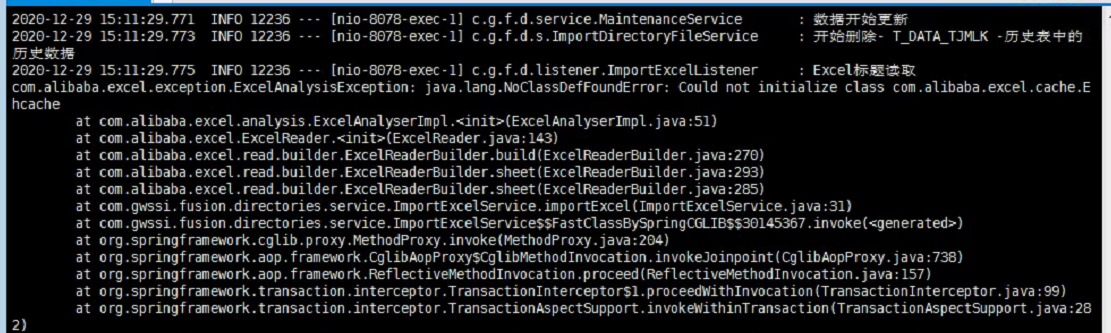 2020-12-29 15:11:29.771  INFO 12236 --- [nio-8078-exec-1] c.g.f.d.service.MaintenanceService       : 数据开始更新
2020-12-29 15:11:29.773  INFO 12236 --- [nio-8078-exec-1] c.g.f.d.s.ImportDirectoryFileService     : 开始删除- T_DATA_TJMLK -历史表中的
历史数据
2020-12-29 15:11:29.775  INFO 12236 --- [nio-8078-exec-1] c.g.f.d.listener.ImportExcelListener     : Excel标题读取
com.alibaba.excel.exception.ExcelAnalysisException: java.lang.NoClassDefFoundError: Could not initialize class com.alibaba.excel.cache.E
hcache
        at com.alibaba.excel.analysis.ExcelAnalyserImpl.<init>(ExcelAnalyserImpl.java:51)
        at com.alibaba.excel.ExcelReader.<init>(ExcelReader.java:143)
        at com.alibaba.excel.read.builder.ExcelReaderBuilder.build(ExcelReaderBuilder.java:270)
        at com.alibaba.excel.read.builder.ExcelReaderBuilder.sheet(ExcelReaderBuilder.java:293)
        at com.alibaba.excel.read.builder.ExcelReaderBuilder.sheet(ExcelReaderBuilder.java:285)
        at com.gwssi.fusion.directories.service.ImportExcelService.importExcel(ImportExcelService.java:31)
        at com.gwssi.fusion.directories.service.ImportExcelService$$FastClassBySpringCGLIB$$30145367.invoke(<generated>)
        at org.springframework.cglib.proxy.MethodProxy.invoke(MethodProxy.java:204)
        at org.springframework.aop.framework.CglibAopProxy$CglibMethodInvocation.invokeJoinpoint(CglibAopProxy.java:738)
        at org.springframework.aop.framework.ReflectiveMethodInvocation.proceed(ReflectiveMethodInvocation.java:157)
        at org.springframework.transaction.interceptor.TransactionInterceptor$1.proceedWithInvocation(TransactionInterceptor.java:99)
        at org.springframework.transaction.interceptor.TransactionAspectSupport.invokeWithinTransaction(TransactionAspectSupport.java:28
2)